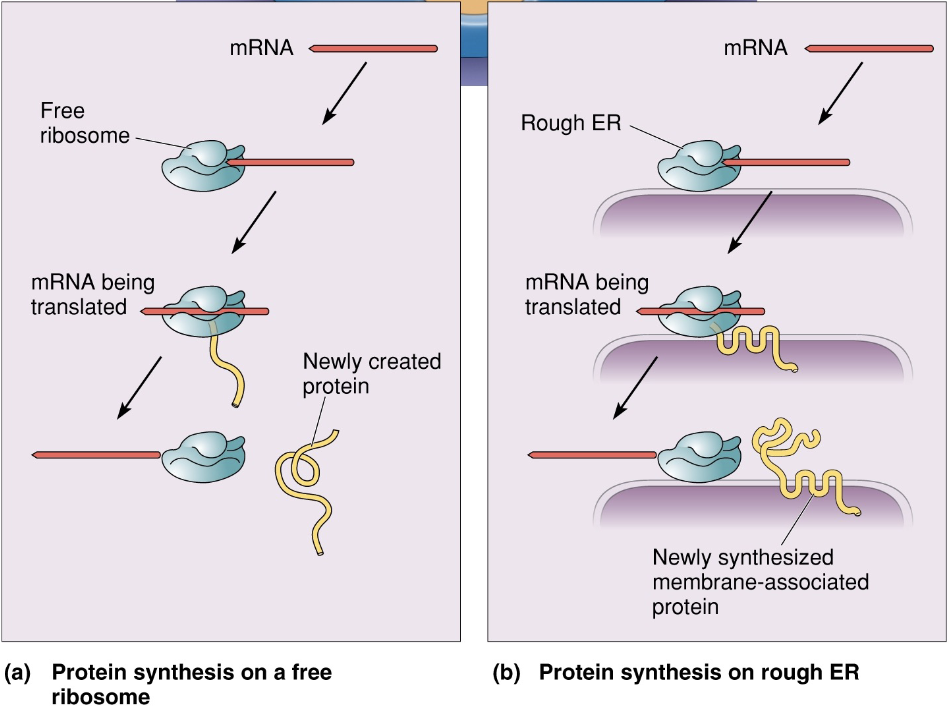 mRNA
Free
ribosome
mRNA being
translated
Newly created
protein
(a) Protein synthesis on a free
ribosome
mRNA
Rough ER
mRNA being
translated
Newly synthesized
membrane-associated
protein
(b) Protein synthesis on rough ER